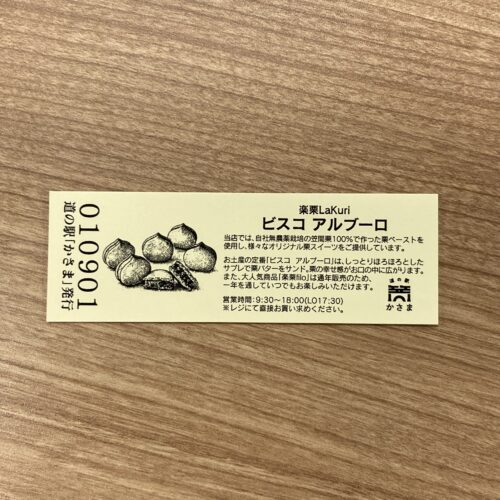 道の駅「かさま」発行
010901
楽栗LaKuri
ビスコ アルブーロ
当店では、自社無農薬栽培の笠間栗100%で作った栗ペーストを
使用し、様々なオリジナル栗スイーツをご提供しています。
お土産の定番「ビスコ アルブーロ」は、しっとりほろほろとした
サブレで栗バターをサンド。栗の幸せ感がお口の中に広がります。
また、大人気商品「楽栗filo」は通年販売のため、
一年を通していつでもお楽しみいただけます。
営業時間:9:30~18:00(LO17:30)
※レジにて直接お買い求めください。
かさま